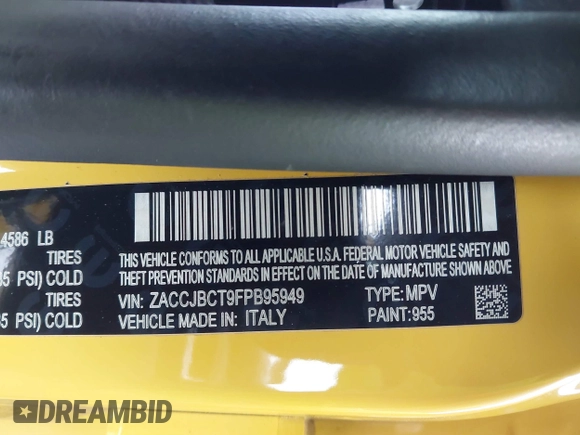 4586 LB
TIRES
PSI) COLD
TIRES
PSI) COLD
THIS VEHICLE CONFORMS TO ALL APPLICABLE U.S.A. FEDERAL MOTOR VEHICLE SAFETY AND
THEFT PREVENTION STANDARDS IN EFFECT ON THE DATE OF MANUFACTURE SHOWN ABOVE.
VIN: ZACCJBCT9FPB95949 TYPE: MPV
VEHICLE MADE IN: ITALY PAINT: 955
DREAMBID